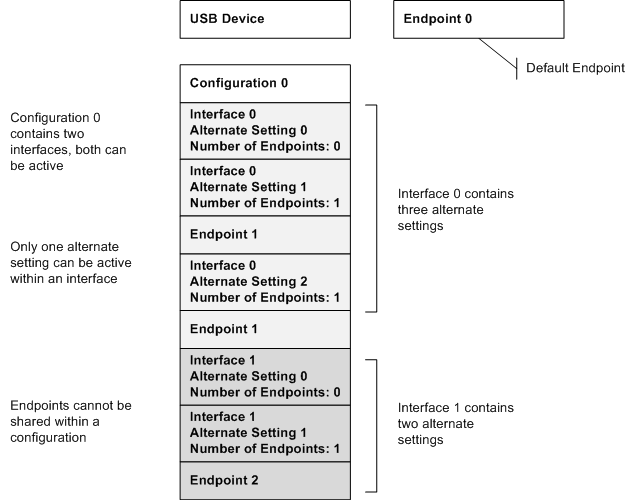 USB Device
Endpoint 0
Default Endpoint
Configuration 0
Configuration 0
contains two
interfaces, both can
be active
Interface 0
Alternate Setting 0
Number of Endpoints: 0
Interface 0
Alternate Setting 1
Number of Endpoints: 1
Interface 0 contains
three alternate
settings
Endpoint 1
Only one alternate
setting can be active
within an interface
Interface 0
Alternate Setting 2
Number of Endpoints: 1
Endpoint 1
Interface 1
Alternate Setting 0
Number of Endpoints: 0
Endpoints cannot be
shared within a
configuration
Interface 1
Alternate Setting 1
Number of Endpoints: 1
Interface 1 contains
two alternate
settings
Endpoint 2